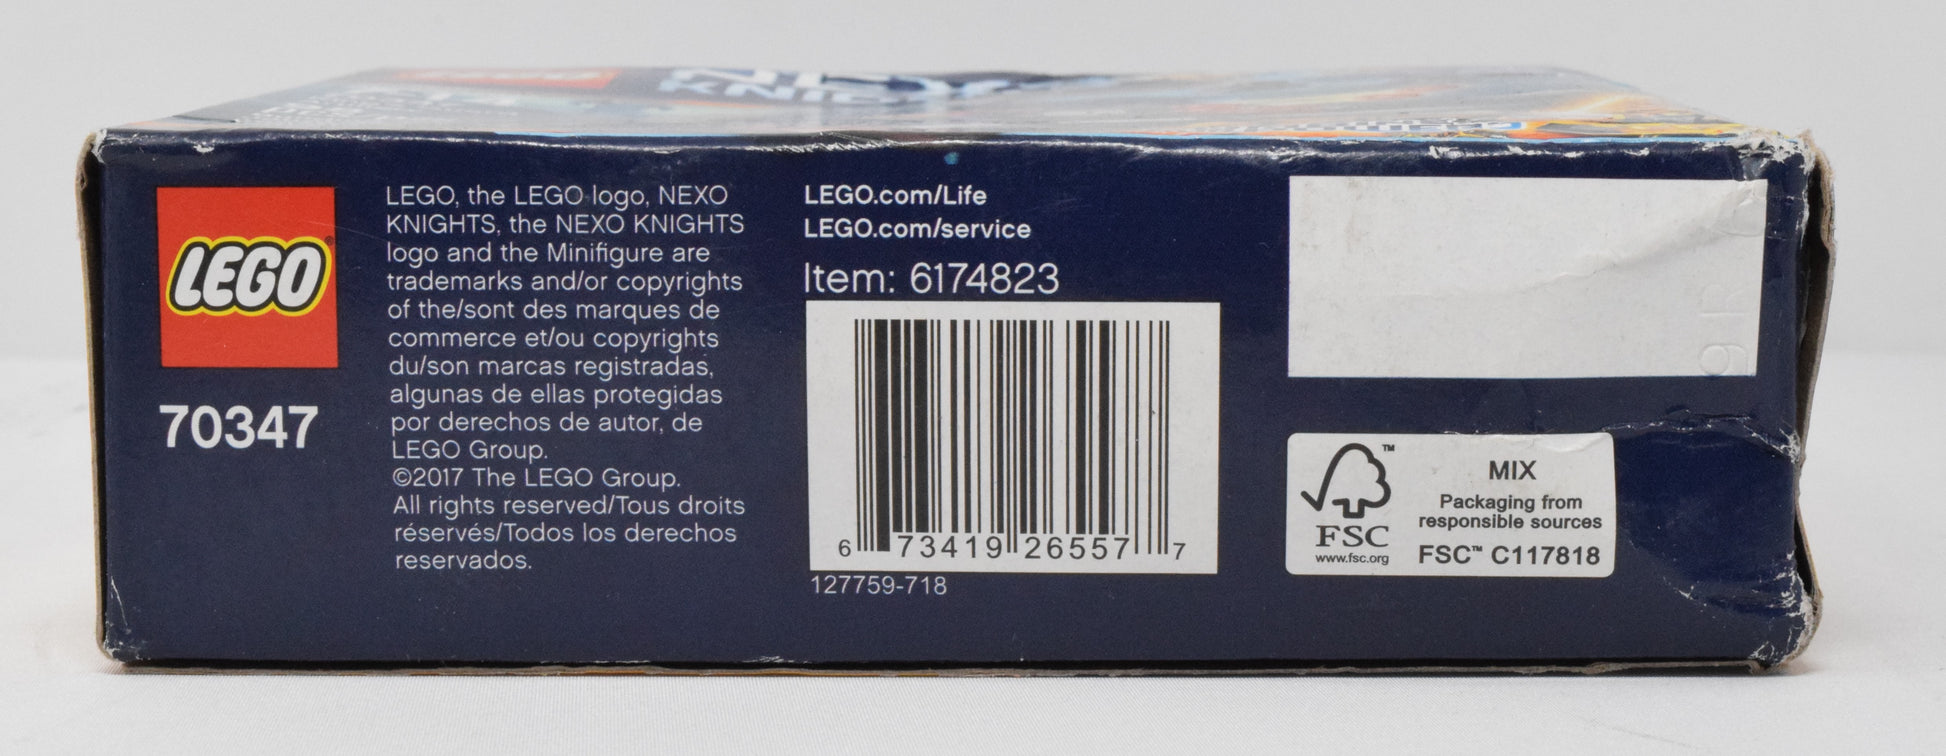 LEGO
70347
LEGO, the LEGO logo, NEXO
KNIGHTS, the NEXO KNIGHTS
logo and the Minifigure are
trademarks and/or copyrights
of the/sont des marques de
commerce et/ou copyrights
du/son marcas registradas,
algunas de ellas protegidas
por derechos de autor, de
LEGO Group.
©2017 The LEGO Group.
All rights reserved/Tous droits
réservés/Todos los derechos
reservados.
LEGO.com/Life
LEGO.com/service
Item: 6174823
6 73419 26557 7
127759-718
FSC™
www.fsc.org
MIX
Packaging from
responsible sources
FSC™ C117818